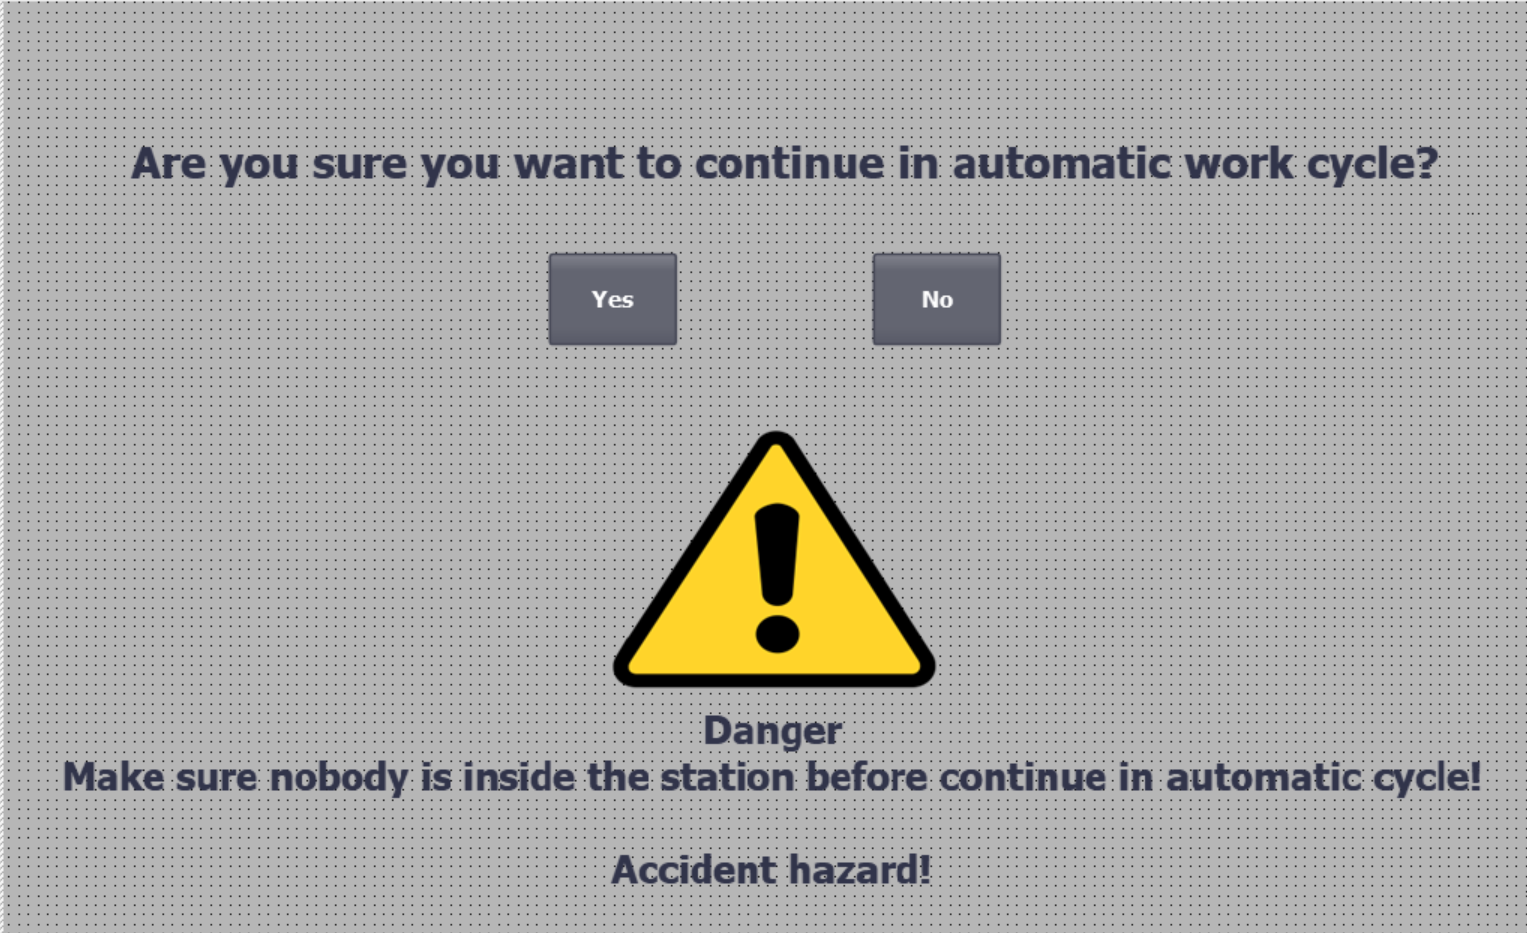 Are you sure you want to continue in automatic work cycle?
Yes
No
Danger
Make sure nobody is inside the station before continue in automatic cycle!
Accident hazard!